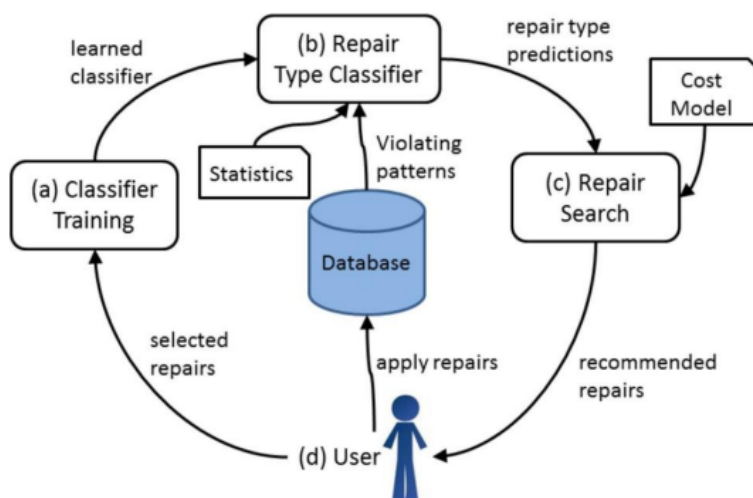 (b) Repair
Type Classifier
learned
classifier
repair type
predictions
Cost
Model
Statistics
Violating
patterns
(a) Classifier
Training
(c) Repair
Search
Database
selected
repairs
apply repairs
recommended
repairs
(d) User